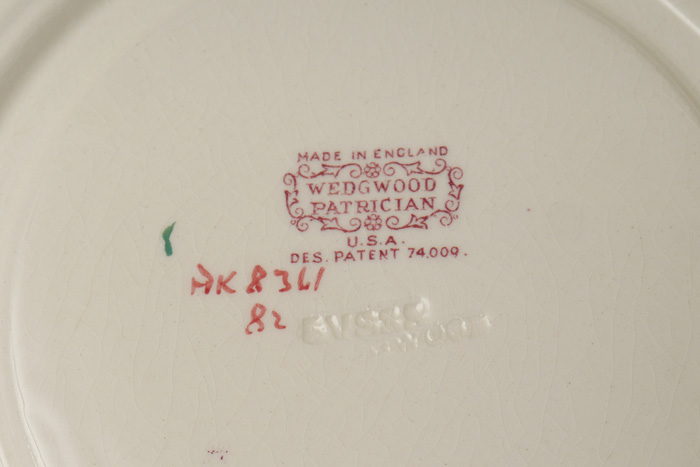 MADE IN ENGLAND
WEDGWOOD
PATRICIAN
U.S.A.
DES. PATENT 74.009.
AK 8361
82